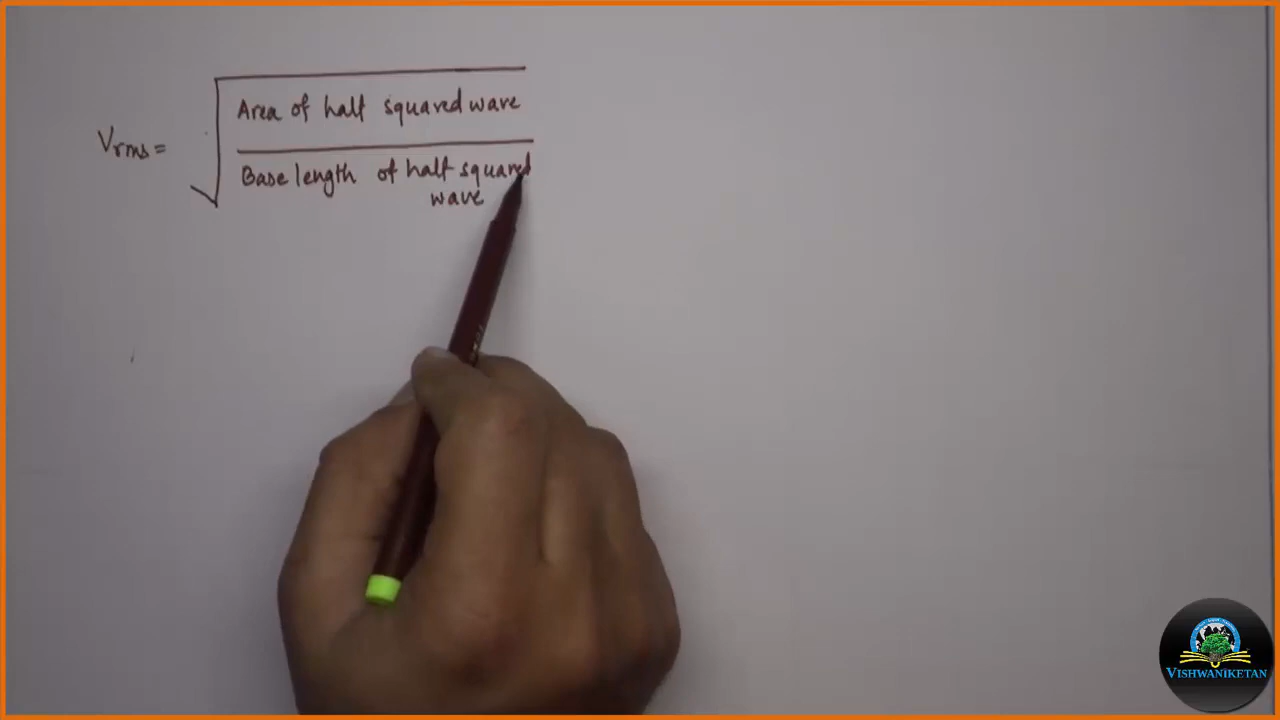 Area of half squared wave
Vrms =
Base length of half squared
wave
VISHWANIKETAN